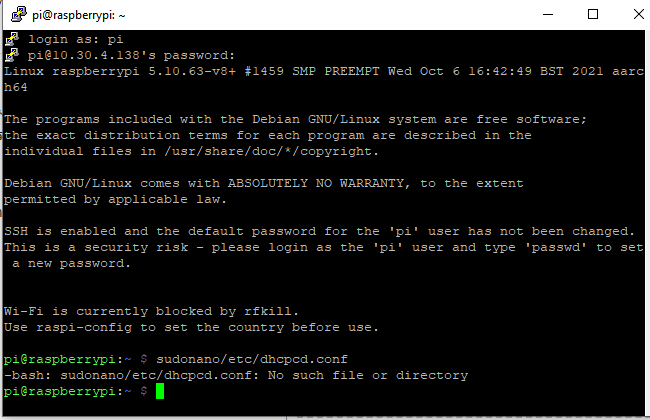 pi@raspberrypi: ~
login as: pi
pi@10.30.4.138's password:
Linux raspberrypi 5.10.63-v8+ #1459 SMP PREEMPT Wed Oct 6 16:42:49 BST 2021 aarc
h64
The programs included with the Debian GNU/Linux system are free software;
the exact distribution terms for each program are described in the
individual files in /usr/share/doc/*/copyright.
Debian GNU/Linux comes with ABSOLUTELY NO WARRANTY, to the extent
permitted by applicable law.
SSH is enabled and the default password for the 'pi' user has not been changed.
This is a security risk - please login as the 'pi' user and type 'passwd' to set
a new password.
Wi-Fi is currently blocked by rfkill.
Use raspi-config to set the country before use.
pi@raspberrypi:~ $ sudonano/etc/dhcpcd.conf
-bash: sudonano/etc/dhcpcd.conf: No such file or directory
pi@raspberrypi:~ $